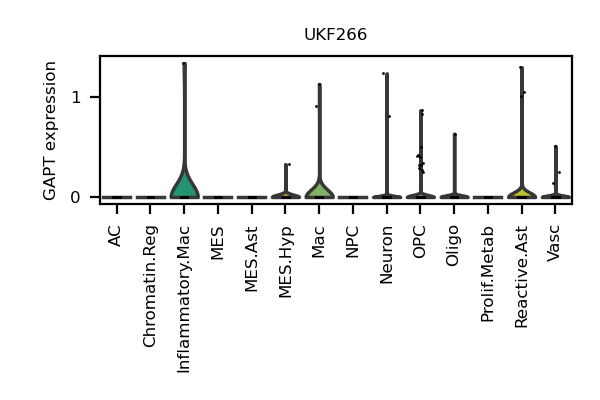 UKF266
GAPT expression
1
0
AC
Chromatin.Reg
Inflammatory.Mac
MES
MES.Ast
MES.Hyp
Mac
NPC
Neuron
OPC
Oligo
Prolif.Metab
Reactive.Ast
Vasc